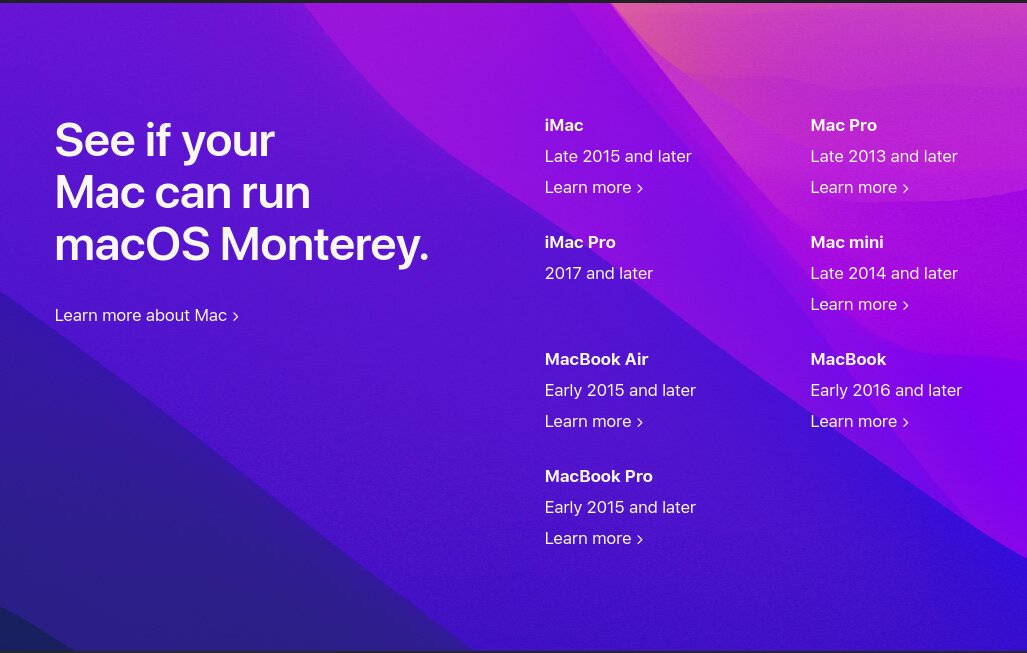 See if your
Mac can run
macOS Monterey.
Learn more about Mac >
iMac
Late 2015 and later
Learn more >
Mac Pro
Late 2013 and later
Learn more >
iMac Pro
2017 and later
Mac mini
Late 2014 and later
Learn more >
MacBook Air
Early 2015 and later
Learn more >
MacBook
Early 2016 and later
Learn more >
MacBook Pro
Early 2015 and later
Learn more >